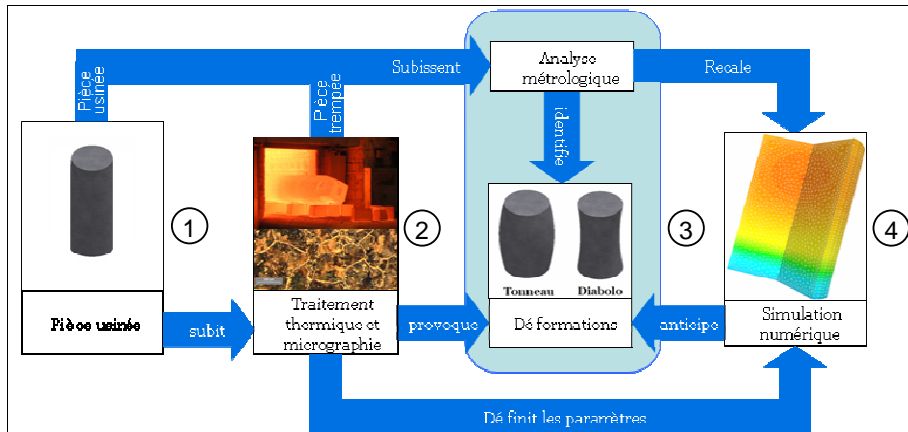 Subissent
Analyse
métrologique
Recale
Pièce
usinée
Pièce
trempée
identifie
1
2
3
4
Tonneau
Diabolo
Pièce usinée
subit
Traitement
thermique et
micrographie
provoque
Dé formations
anticipe
Simulation
numérique
Dé finit les paramètres